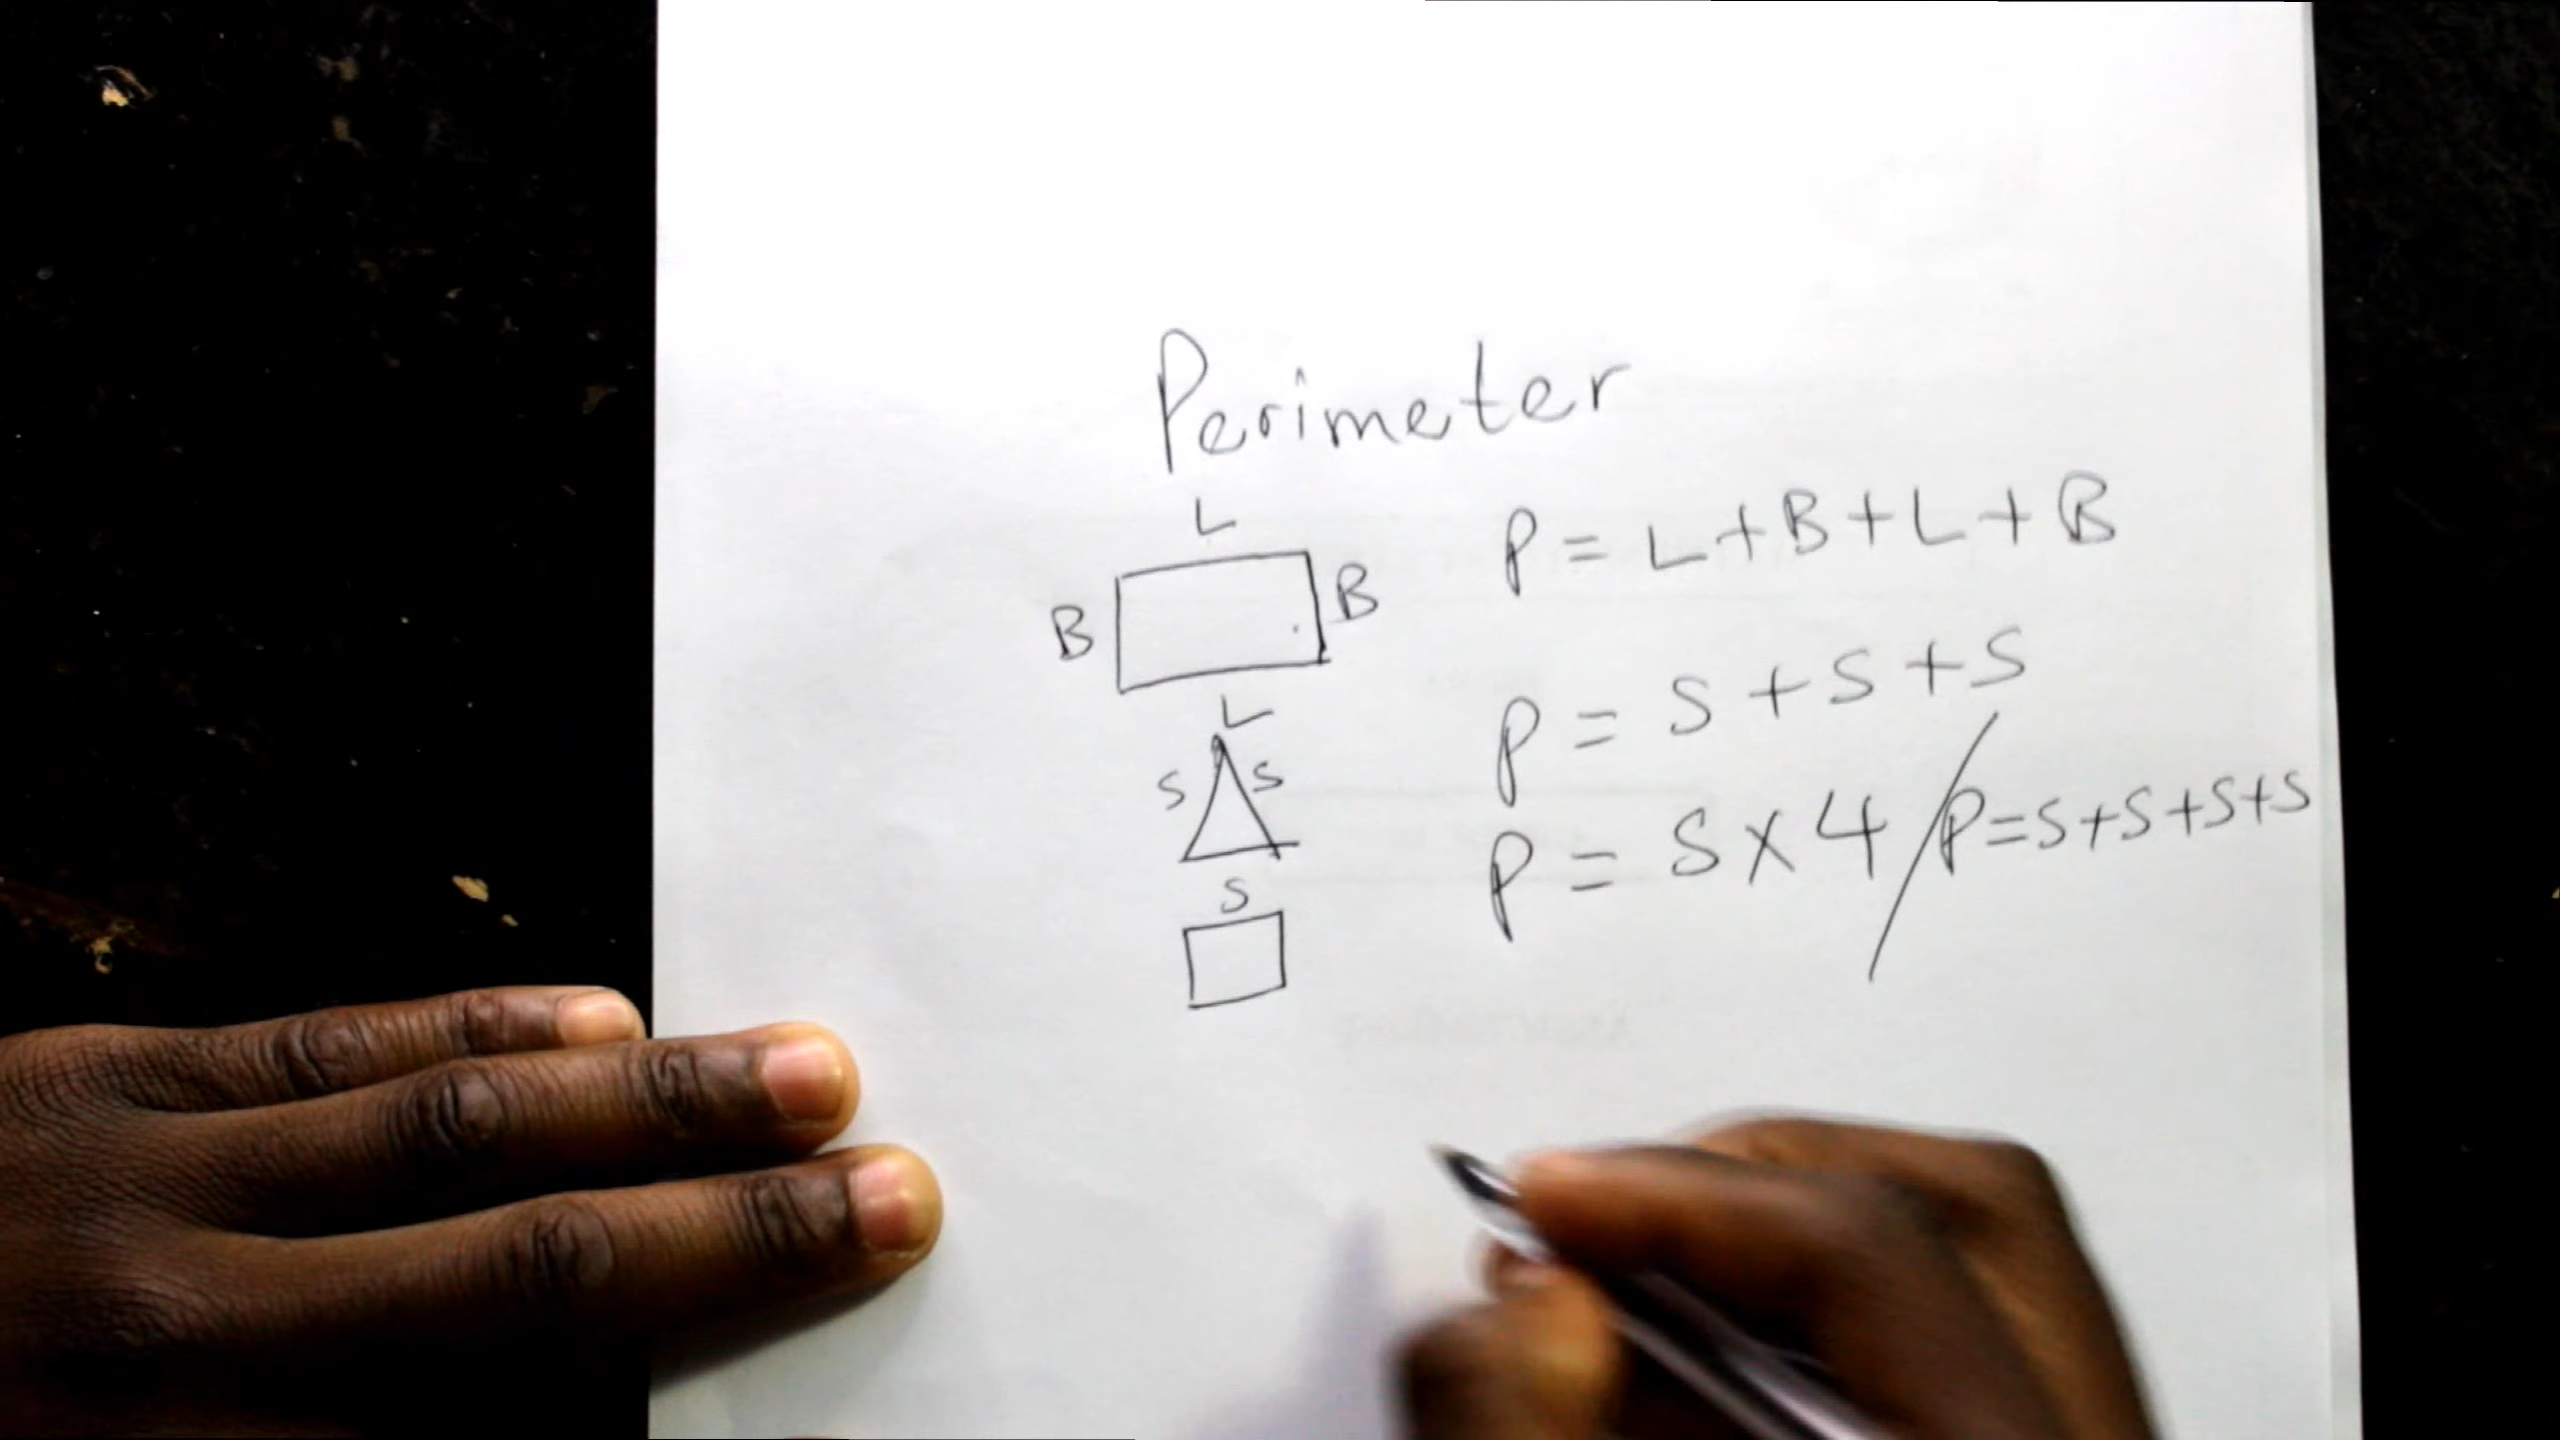 Perimeter
L
B B P = L + B + L + B
L
S S P = S + S + S
S P = S x 4 / P = S + S + S + S